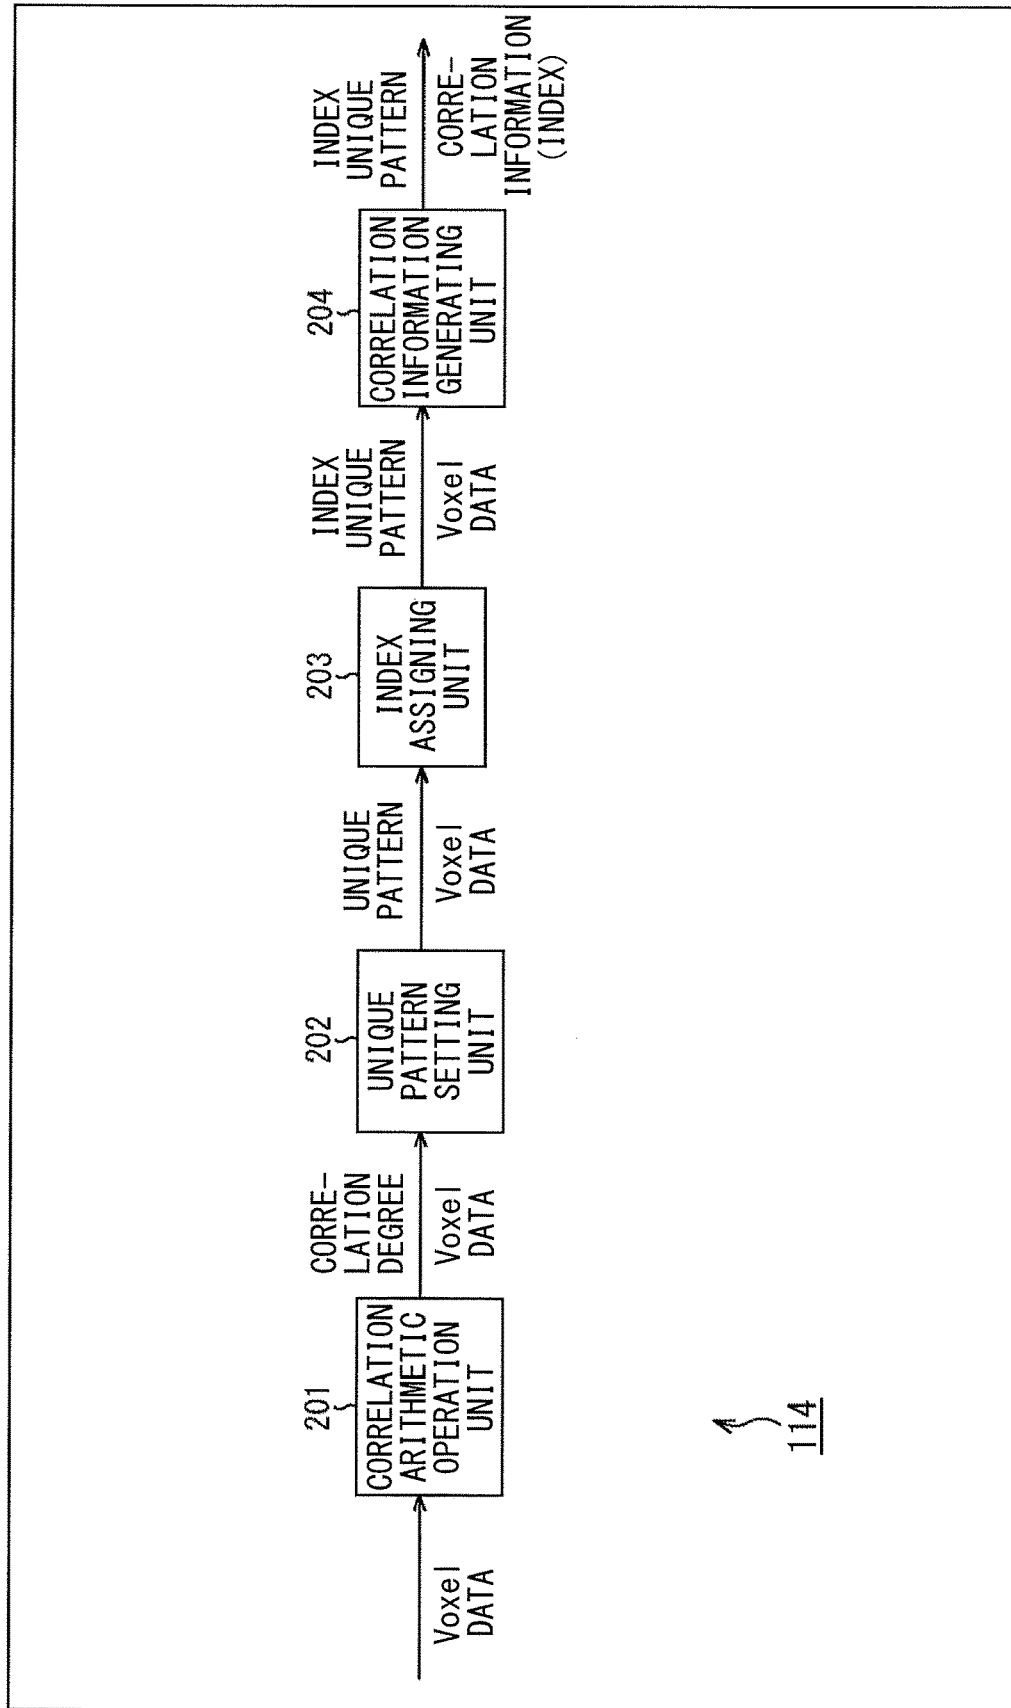 Voxel
DATA
201
CORRELATION
ARITHMETIC
OPERATION
UNIT
CORRE-
LATION
DEGREE
Voxel
DATA
202
UNIQUE
PATTERN
SETTING
UNIT
UNIQUE
PATTERN
Voxel
DATA
203
INDEX
ASSIGNING
UNIT
INDEX
UNIQUE
PATTERN
Voxel
DATA
204
CORRELATION
INFORMATION
GENERATING
UNIT
INDEX
UNIQUE
PATTERN
CORRE-
LATION
INFORMATION
(INDEX)
114